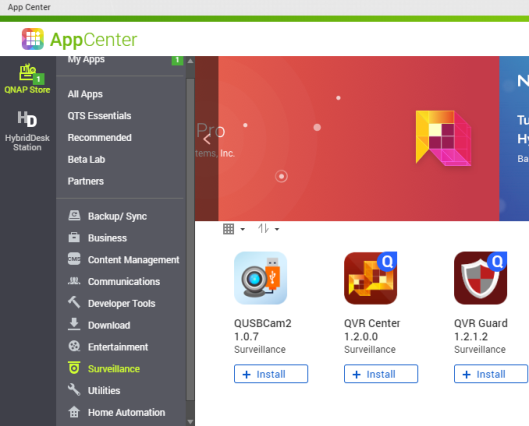 App Center
AppCenter
QNAP Store
1
HD
HybridDesk
Station
My Apps
1
All Apps
QTS Essentials
Recommended
Beta Lab
Partners
Backup/ Sync
Business
CMS
Content Management
Communications
Developer Tools
Download
Entertainment
Surveillance
Utilities
Home Automation
Pro
tems, Inc.
N
Tu
Hy
Ba
QUSBCam2
1.0.7
Surveillance
+ Install
Q
QVR Center
1.2.0.0
Surveillance
+ Install
Q
QVR Guard
1.2.1.2
Surveillance
+ Install